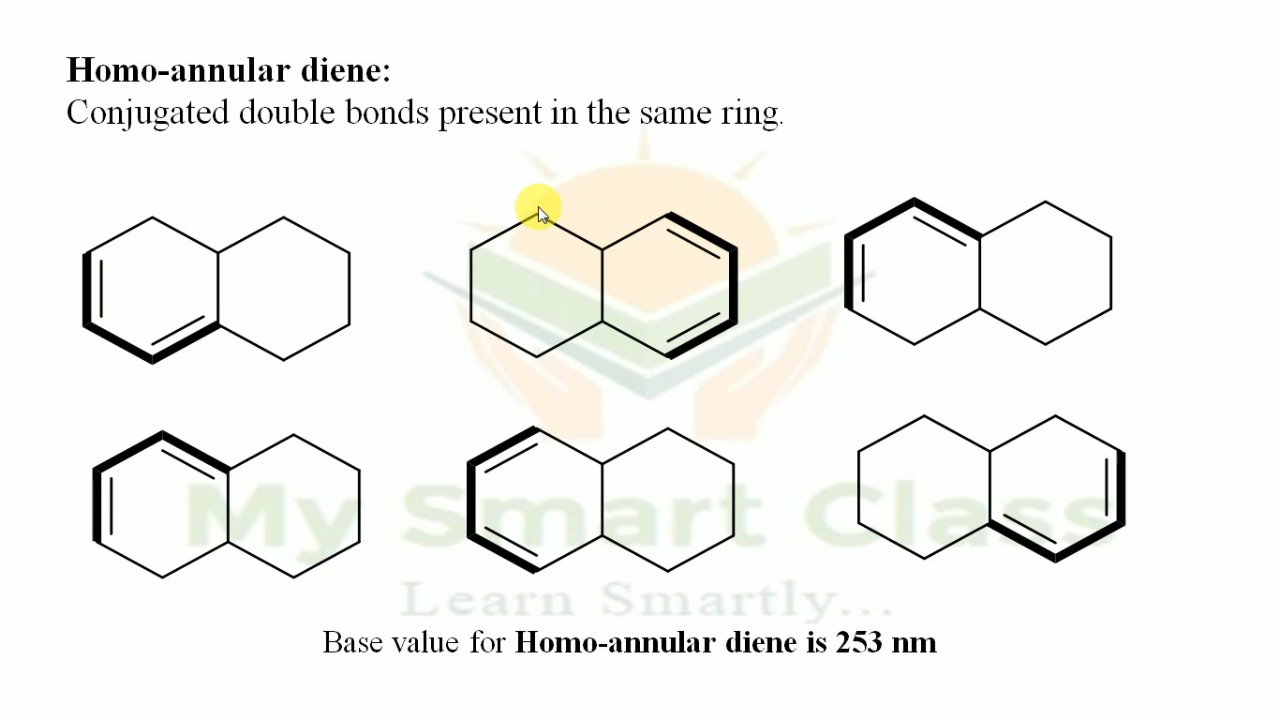 Homo-annular diene:
Conjugated double bonds present in the same ring.
My Smart Class
Learn Smartly...
Base value for Homo-annular diene is 253 nm